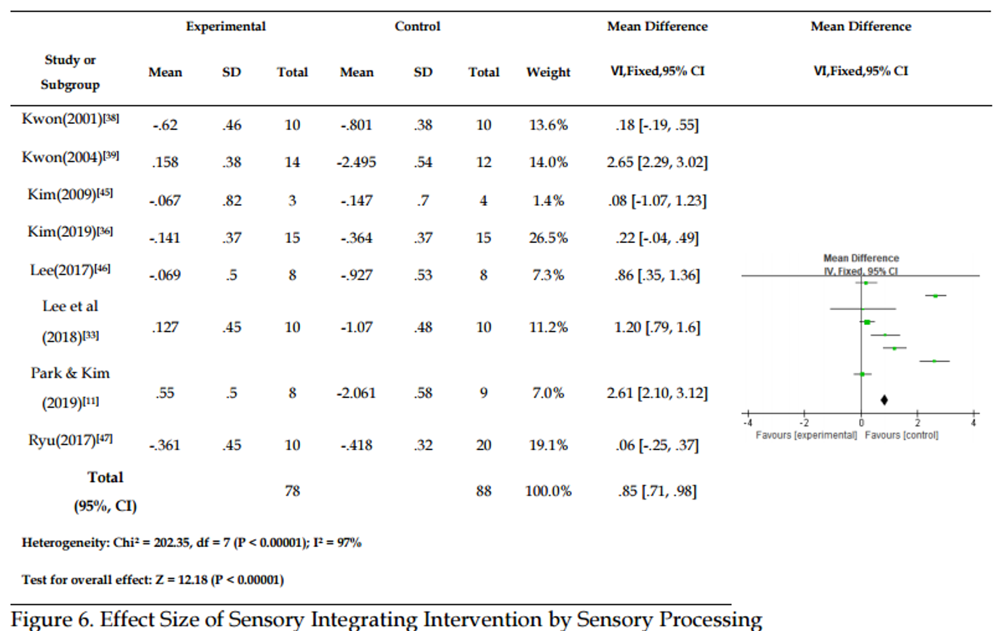 Experimental Control Mean Difference Mean Difference
Study or Subgroup Mean SD Total Mean SD Total Weight VI,Fixed,95% CI VI,Fixed,95% CI
Kwon(2001)[38] -.62 .46 10 -.801 .38 10 13.6% .18 [-.19, .55]
Kwon(2004)[39] .158 .38 14 -2.495 .54 12 14.0% 2.65 [2.29, 3.02]
Kim(2009)[45] -.067 .82 3 -.147 .7 4 1.4% .08 [-1.07, 1.23]
Kim(2019)[36] -.141 .37 15 -.364 .37 15 26.5% .22 [-.04, .49]
Lee(2017)[46] -.069 .5 8 -.927 .53 8 7.3% .86 [.35, 1.36]
Lee et al (2018)[33] .127 .45 10 -1.07 .48 10 11.2% 1.20 [.79, 1.6]
Park & Kim (2019)[11] .55 .5 8 -2.061 .58 9 7.0% 2.61 [2.10, 3.12]
Ryu(2017)[47] -.361 .45 10 -.418 .32 20 19.1% .06 [-.25, .37]
Total (95%, CI) 78 88 100.0% .85 [.71, .98]
Mean Difference
IV, Fixed, 95% CI
-4 -2 0 2 4
Favours [experimental] Favours [control]
Heterogeneity: Chi² = 202.35, df = 7 (P < 0.00001); I² = 97%
Test for overall effect: Z = 12.18 (P < 0.00001)
Figure 6. Effect Size of Sensory Integrating Intervention by Sensory Processing